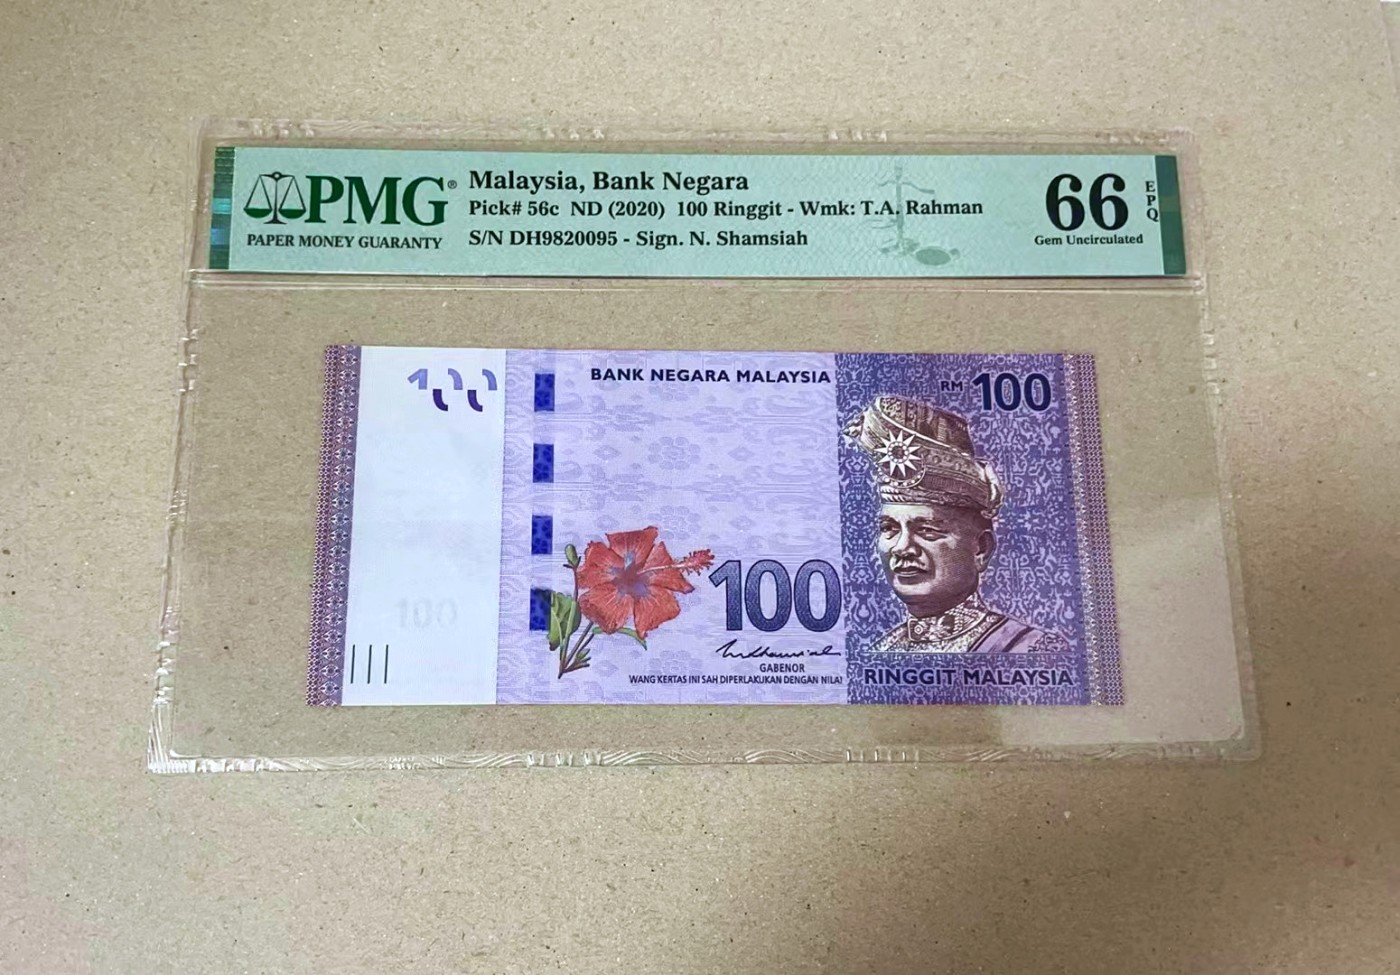 PMG®
PAPER MONEY GUARANTY
Malaysia, Bank Negara
Pick# 56c ND (2020) 100 Ringgit - Wmk: T.A. Rahman
S/N DH9820095 - Sign. N. Shamsiah
66
EPQ
Gem Uncirculated
100
BANK NEGARA MALAYSIA
RM 100
100
100
GABENOR
WANG KERTAS INI SAH DIPERLAKUKAN DENGAN NILAI
RINGGIT MALAYSIA